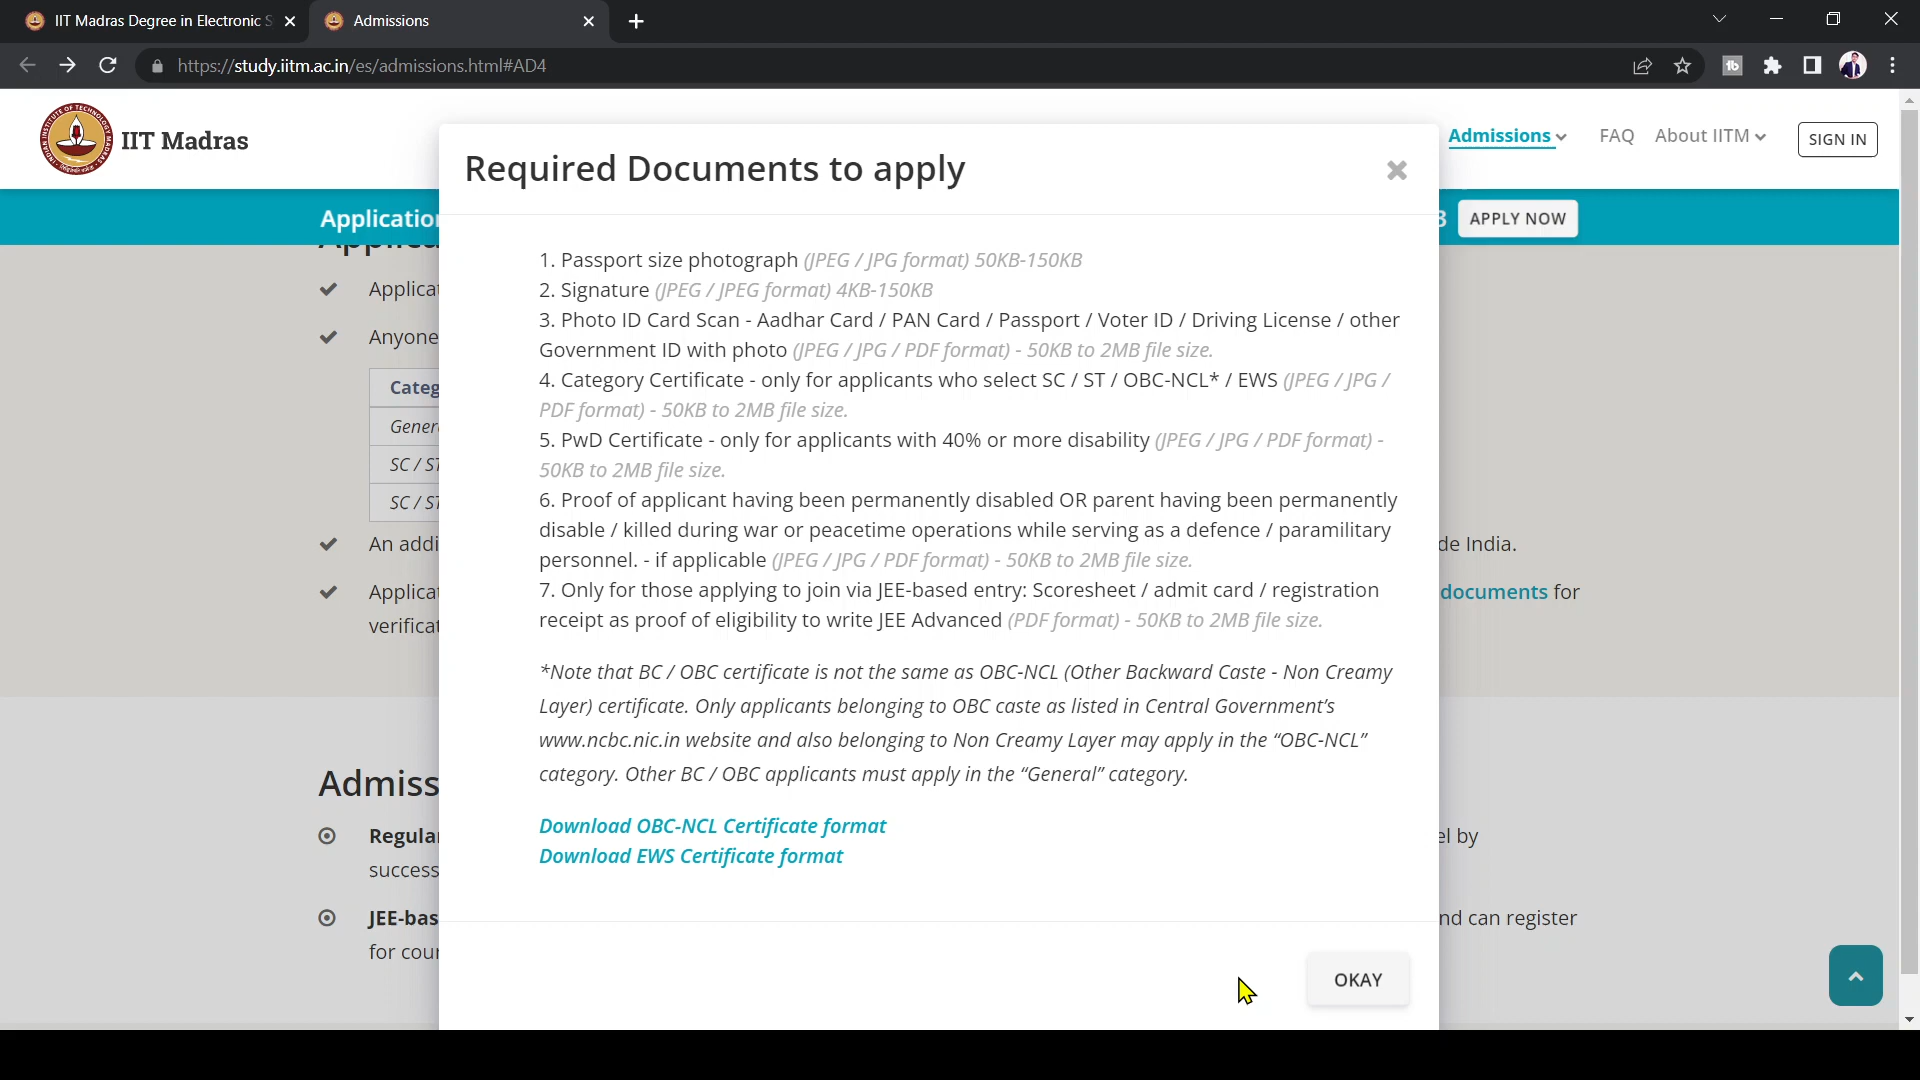 IIT Madras Degree in Electronic S
Admissions
https://study.iitm.ac.in/es/admissions.html#AD4
IIT Madras
Admissions
FAQ
About IITM
SIGN IN
Application
3
APPLY NOW
Required Documents to apply
1. Passport size photograph (JPEG / JPG format) 50KB-150KB
2. Signature (JPEG / JPEG format) 4KB-150KB
3. Photo ID Card Scan - Aadhar Card / PAN Card / Passport / Voter ID / Driving License / other
Government ID with photo (JPEG / JPG / PDF format) - 50KB to 2MB file size.
4. Category Certificate - only for applicants who select SC / ST / OBC-NCL* / EWS (JPEG / JPG /
PDF format) - 50KB to 2MB file size.
5. PwD Certificate - only for applicants with 40% or more disability (JPEG / JPG / PDF format) -
50KB to 2MB file size.
6. Proof of applicant having been permanently disabled OR parent having been permanently
disable / killed during war or peacetime operations while serving as a defence / paramilitary
personnel. - if applicable (JPEG / JPG / PDF format) - 50KB to 2MB file size.
7. Only for those applying to join via JEE-based entry: Scoresheet / admit card / registration
receipt as proof of eligibility to write JEE Advanced (PDF format) - 50KB to 2MB file size.
*Note that BC / OBC certificate is not the same as OBC-NCL (Other Backward Caste - Non Creamy
Layer) certificate. Only applicants belonging to OBC caste as listed in Central Government's
www.ncbc.nic.in website and also belonging to Non Creamy Layer may apply in the "OBC-NCL"
category. Other BC / OBC applicants must apply in the "General" category.
Download OBC-NCL Certificate format
Download EWS Certificate format
OKAY
Applicat
Anyone
Categ
Gener
SC / ST
SC / ST
An addi
de India.
Applicat
documents for
verificat
Admiss
Regular
el by
success
JEE-bas
nd can register
for cour